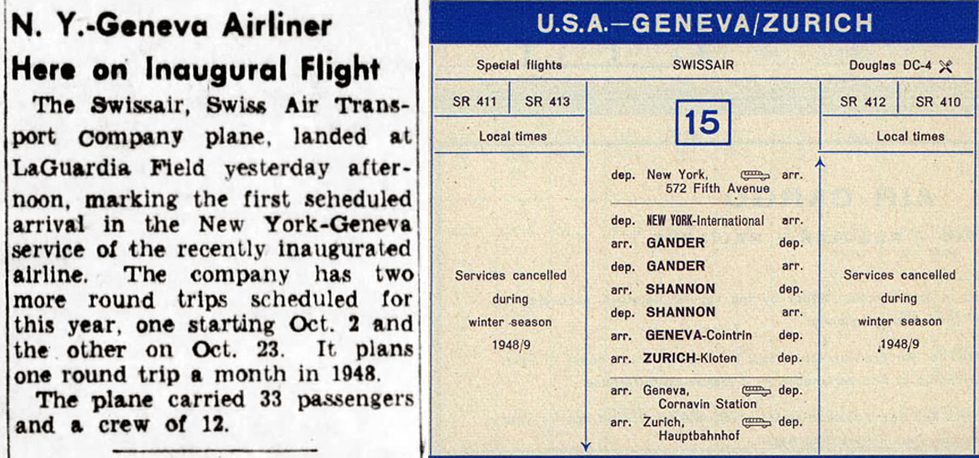 N. Y.-Geneva Airliner
Here on Inaugural Flight
The Swissair, Swiss Air Trans-
port Company plane, landed at
LaGuardia Field yesterday after-
noon, marking the first scheduled
arrival in the New York-Geneva
service of the recently inaugurated
airline. The company has two
more round trips scheduled for
this year, one starting Oct. 2 and
the other on Oct. 23. It plans
one round trip a month in 1948.
The plane carried 33 passengers
and a crew of 12.
U.S.A.—GENEVA/ZURICH
Special flights SWISSAIR Douglas DC-4
SR 411 SR 413 15 SR 412 SR 410
Local times Local times
dep. New York, arr.
572 Fifth Avenue
dep. NEW YORK-International arr.
arr. GANDER dep.
dep. GANDER arr.
arr. SHANNON dep.
dep. SHANNON arr.
arr. GENEVA-Cointrin dep.
arr. ZURICH-Kloten dep.
arr. Geneva, dep.
Cornavin Station
arr. Zurich, dep.
Hauptbahnhof
Services cancelled
during
winter season
1948/9
Services cancelled
during
winter season
1948/9